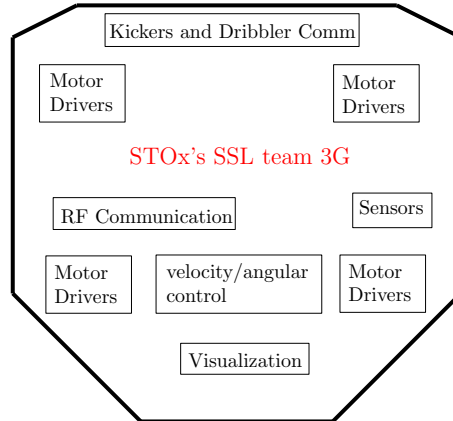 Kickers and Dribbler Comm
Motor
Drivers
Motor
Drivers
STOx's SSL team 3G
RF Communication
Sensors
Motor
Drivers
velocity/angular
control
Motor
Drivers
Visualization